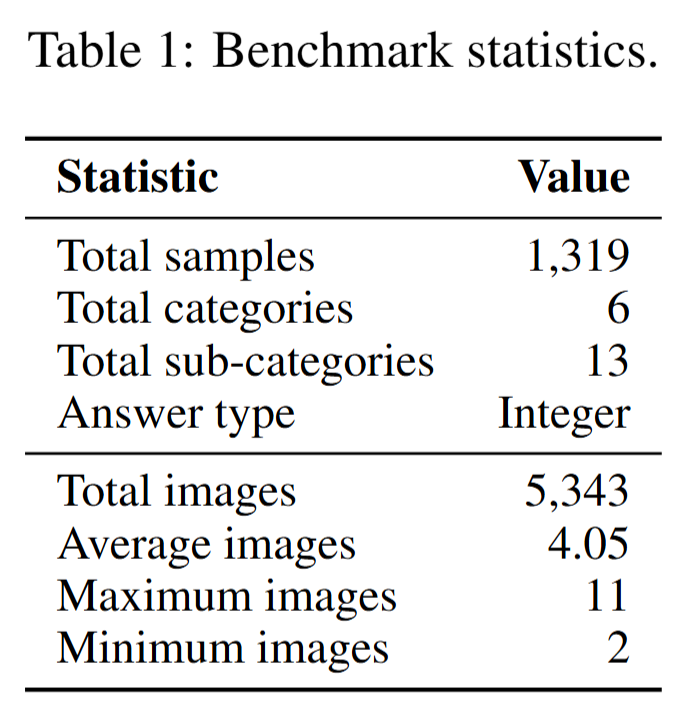 Table 1: Benchmark statistics.
Statistic Value
Total samples 1,319
Total categories 6
Total sub-categories 13
Answer type Integer
Total images 5,343
Average images 4.05
Maximum images 11
Minimum images 2